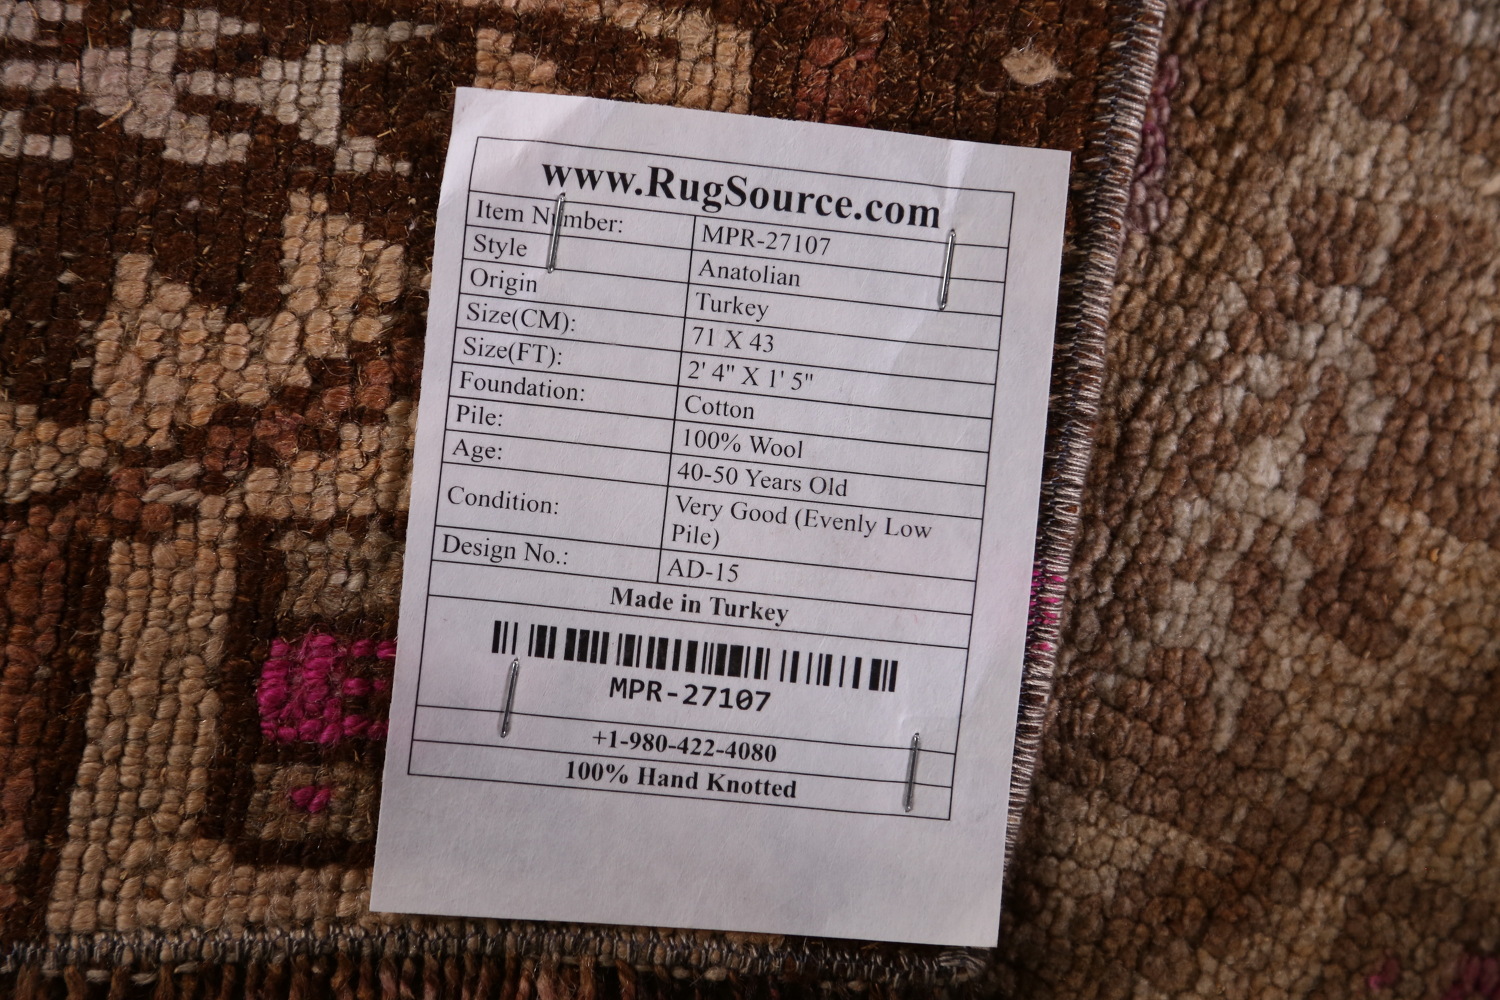 www.RugSource.com
Item Number: MPR-27107
Style Anatolian
Origin Turkey
Size(CM): 71 X 43
Size(FT): 2' 4" X 1' 5"
Foundation: Cotton
Pile: 100% Wool
Age: 40-50 Years Old
Condition: Very Good (Evenly Low
Pile)
Design No.: AD-15
Made in Turkey
MPR-27107
+1-980-422-4080
100% Hand Knotted